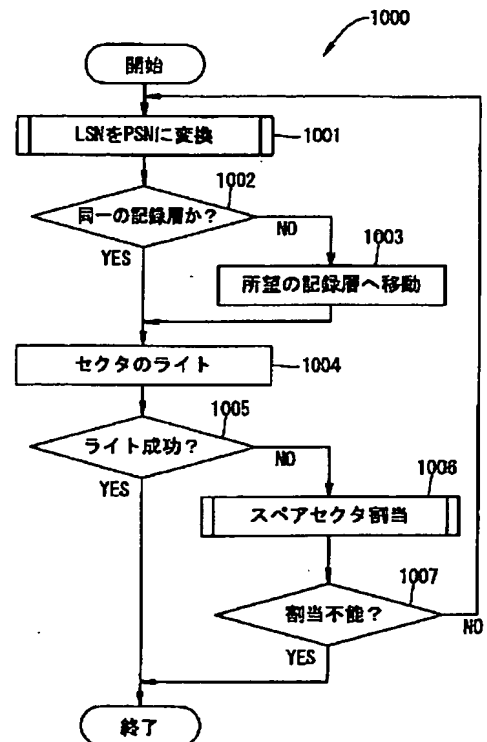 1000
開始
LSNをPSNに変換
1001
1002
同一の記録層か?
NO
YES
1003
所望の記録層へ移動
セクタのライト
1004
1005
ライト成功?
NO
YES
1006
スペアセクタ割当
1007
割当不能?
NO
YES
終了